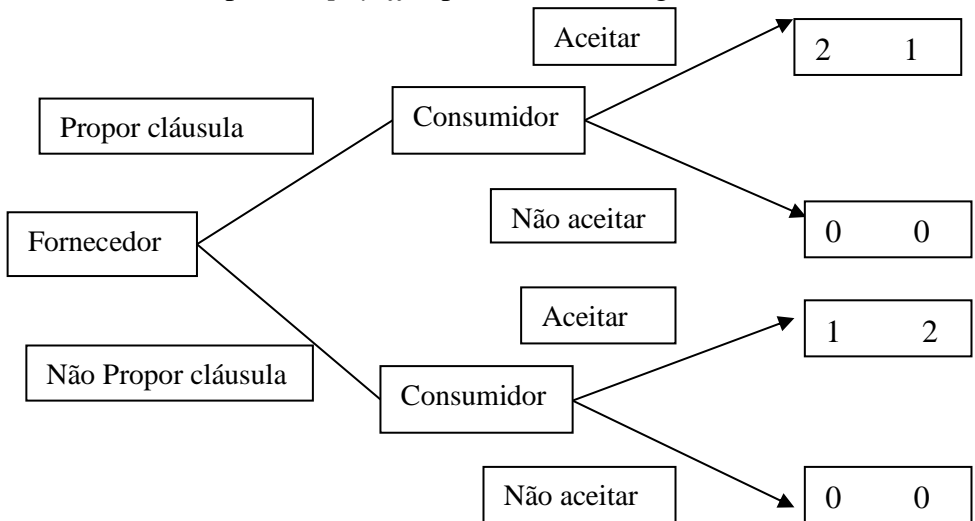 Aceitar
2 1
Propor cláusula
Consumidor
Não aceitar
0 0
Fornecedor
Aceitar
1 2
Não Propor cláusula
Consumidor
Não aceitar
0 0